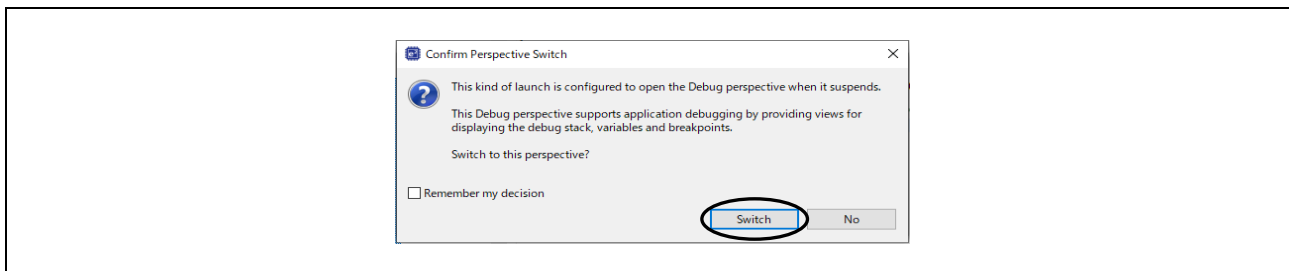 Confirm Perspective Switch
This kind of launch is configured to open the Debug perspective when it suspends.
This Debug perspective supports application debugging by providing views for
displaying the debug stack, variables and breakpoints.
Switch to this perspective?
Remember my decision
Switch No